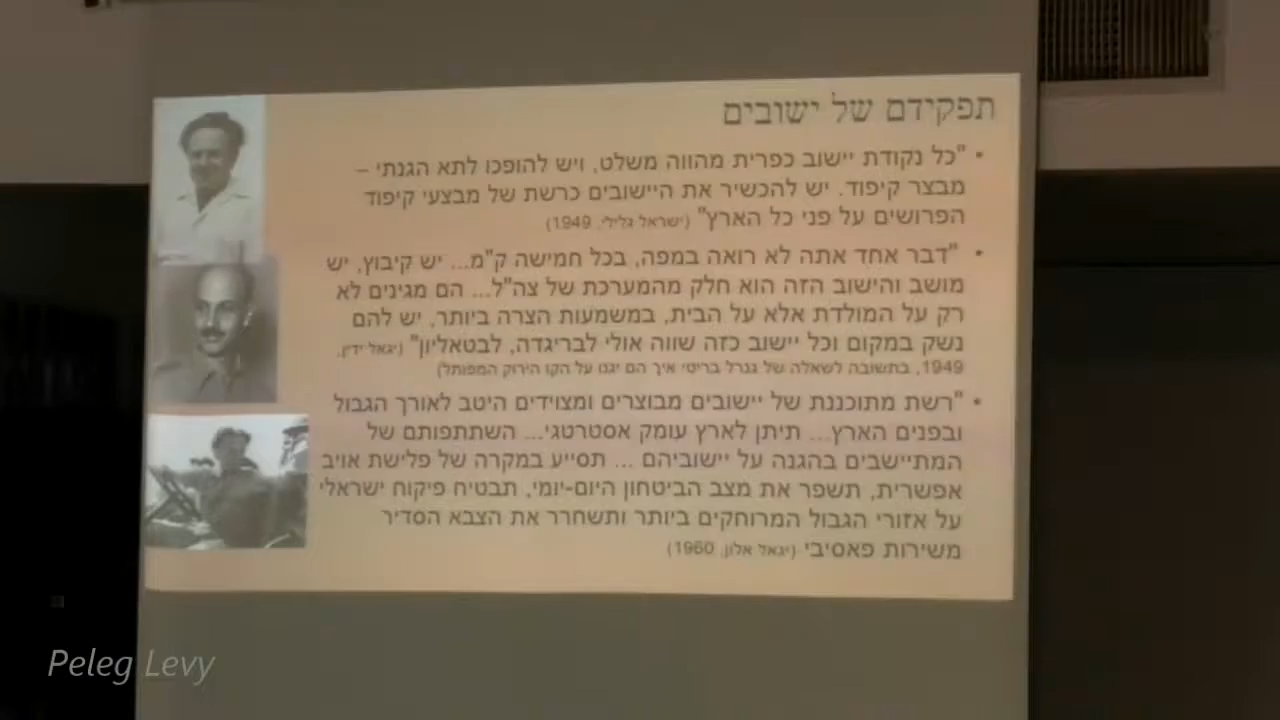 תפקידם של ישובים
• "כל נקודת יישוב כפרית מהווה משלט, ויש להופכו לתא הגנתי –
מבצר קיפוד. יש להכשיר את היישובים כרשת של מבצעי קיפוד
הפרושים על פני כל הארץ" (ישראל גלילי, 1949)
• "דבר אחד אתה לא רואה במפה, בכל חמישה ק"מ... יש קיבוץ, יש
מושב והישוב הזה הוא חלק מהמערכת של צה"ל... הם מגינים לא
רק על המולדת אלא על הבית, במשמעות הצרה ביותר, יש להם
נשק במקום וכל יישוב כזה שווה אולי לבריגדה, לבטאליון" (יגאל ידין,
1949, בתשובה לשאלה של גנרל בריטי איך הם יגנו על הקו הירוק המפותל)
• "רשת מתוכננת של יישובים מבוצרים ומצוידים היטב לאורך הגבול
ובפנים הארץ... תיתן לארץ עומק אסטרטגי... השתתפותם של
המתיישבים בהגנה על יישוביהם ... תסייע במקרה של פלישת אויב
אפשרית, תשפר את מצב הביטחון היום-יומי, תבטיח פיקוח ישראלי
על אזורי הגבול המרוחקים ביותר ותשחרר את הצבא הסדיר
משירות פאסיבי (יגאל אלון, 1960)
Peleg Levy